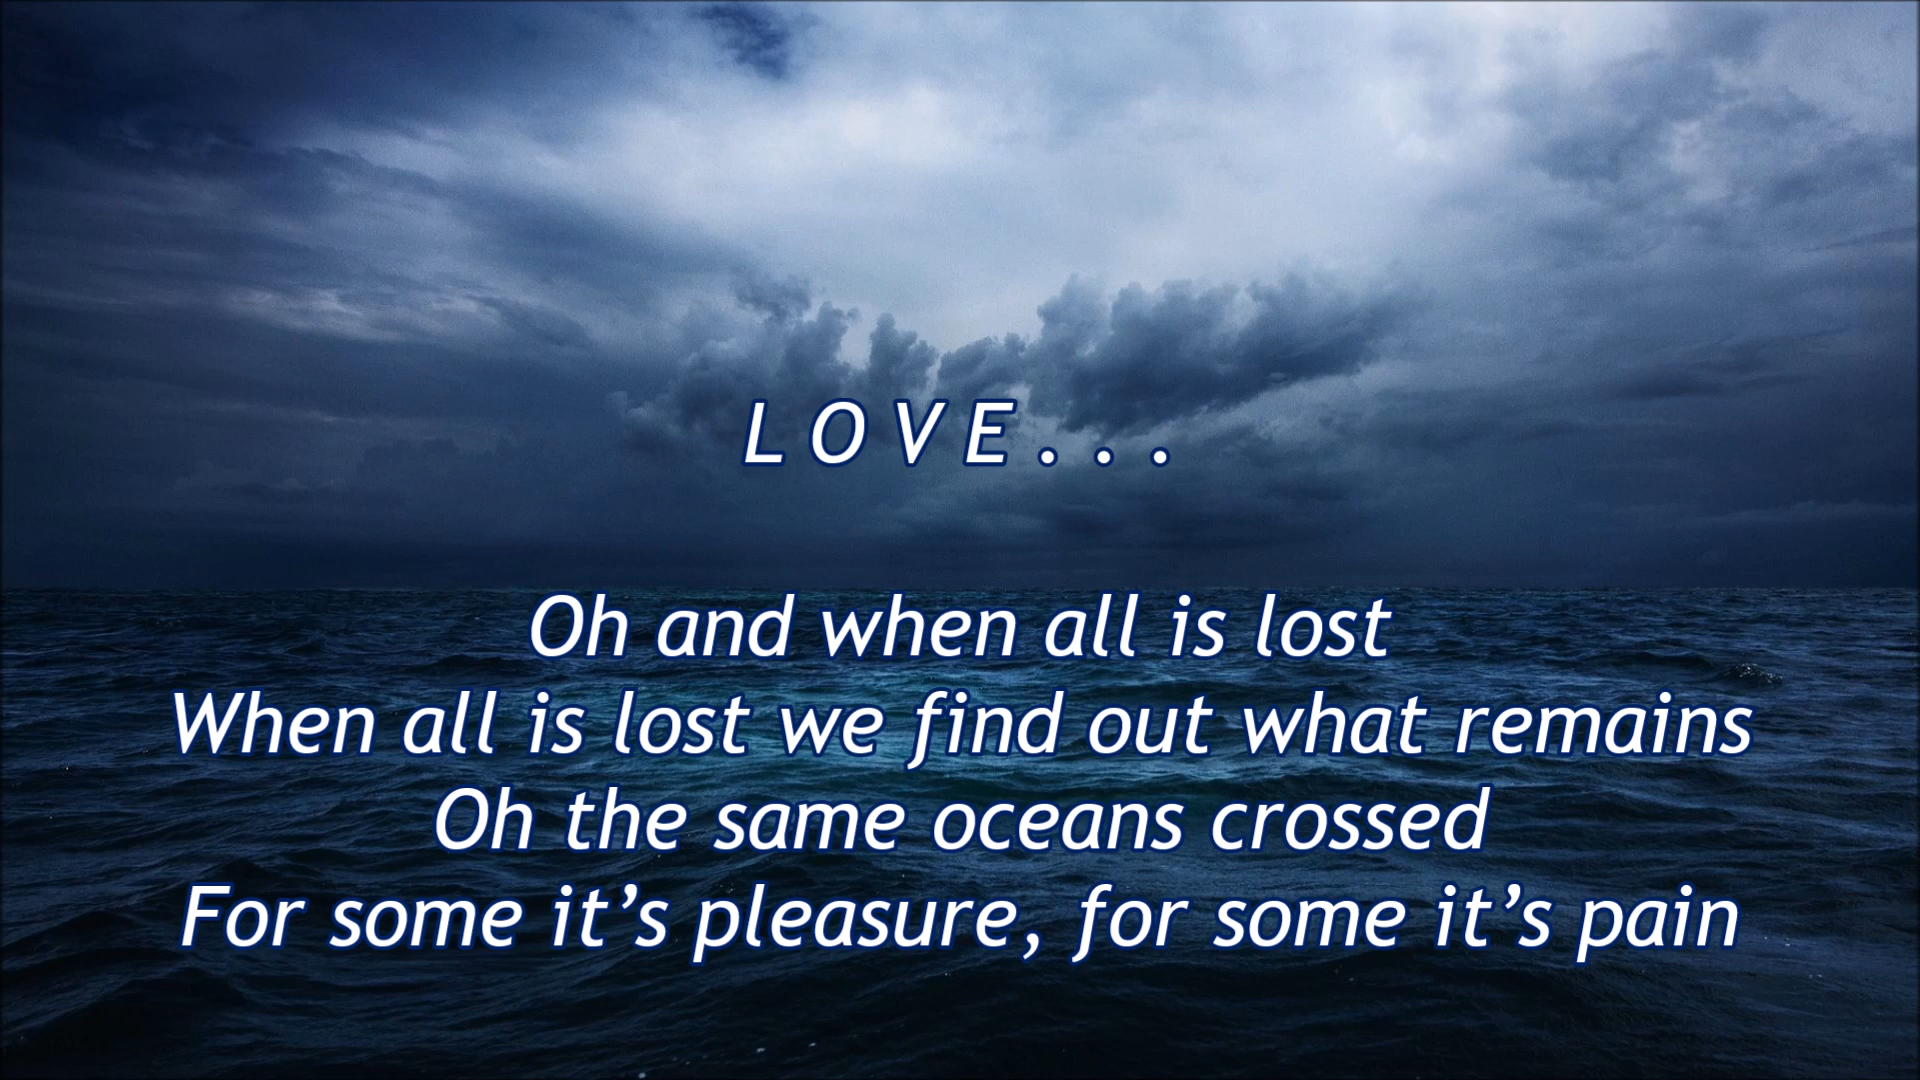 L O V E . . .
Oh and when all is lost
When all is lost we find out what remains
Oh the same oceans crossed
For some it’s pleasure, for some it’s pain